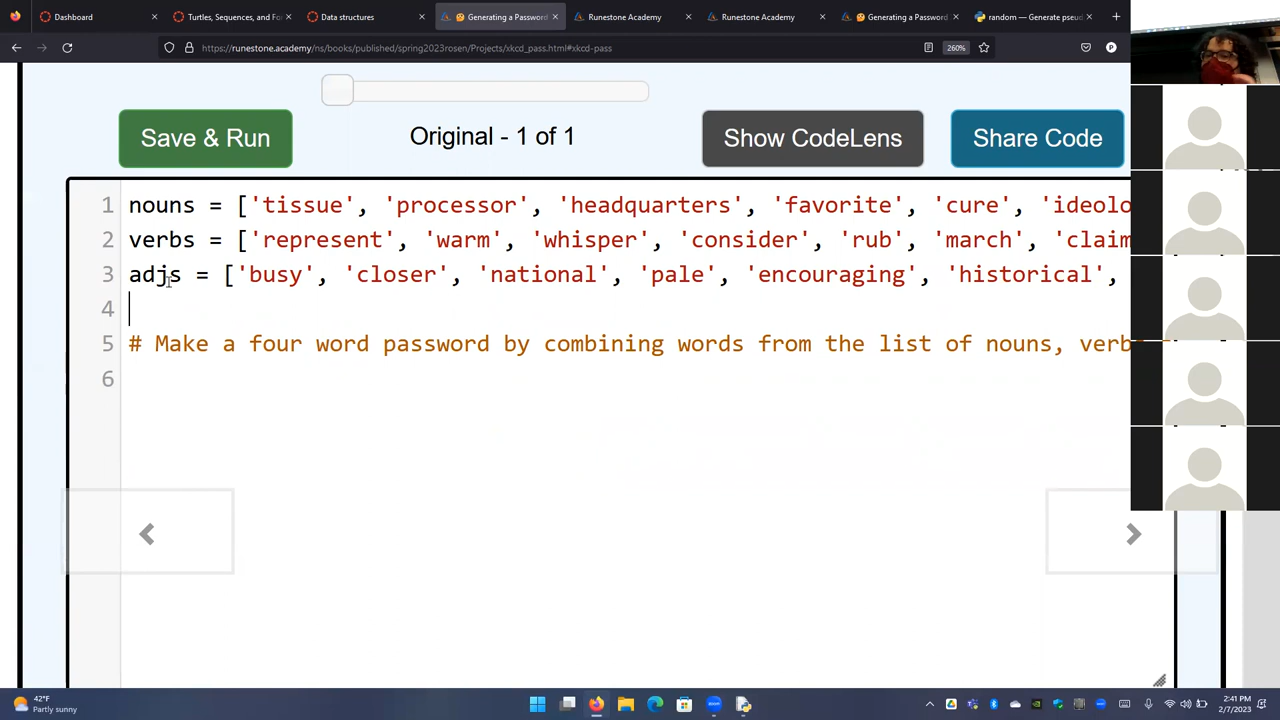 Dashboard
Turtles, Sequences, and Fo
Data structures
Generating a Password
Runestone Academy
Runestone Academy
Generating a Password
random — Generate pseud
https://runestone.academy/ns/books/published/spring2023rosen/Projects/xkcd_pass.html#xkcd-pass
260%
P
Save & Run
Original - 1 of 1
Show CodeLens
Share Code
1 nouns = ['tissue', 'processor', 'headquarters', 'favorite', 'cure', 'ideolo
2 verbs = ['represent', 'warm', 'whisper', 'consider', 'rub', 'march', 'claim
3 adjs = ['busy', 'closer', 'national', 'pale', 'encouraging', 'historical',
4
5 # Make a four word password by combining words from the list of nouns, verb
6
42°F
Partly sunny
2:41 PM
2/7/2023